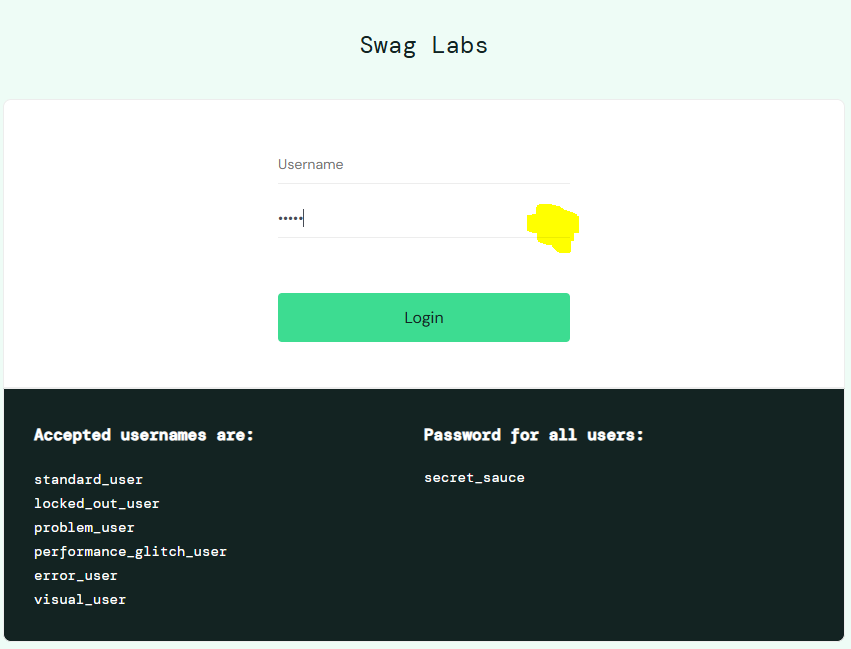 Swag Labs
Username
•••••
Login
Accepted usernames are:
standard_user
locked_out_user
problem_user
performance_glitch_user
error_user
visual_user
Password for all users:
secret_sauce